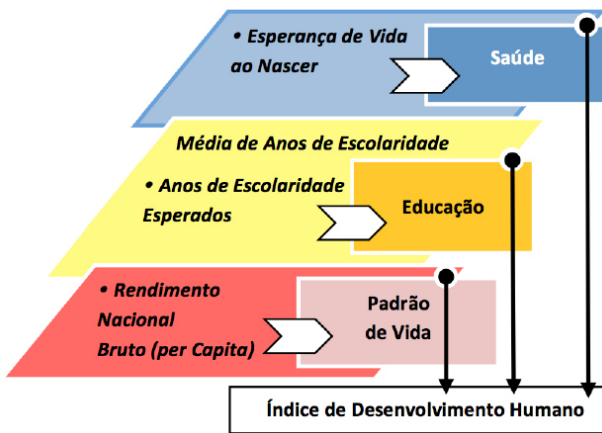 • Esperança de Vida
ao Nascer
Saúde
Média de Anos de Escolaridade
• Anos de Escolaridade
Esperados
Educação
• Rendimento
Nacional
Bruto (per Capita)
Padrão
de Vida
Índice de Desenvolvimento Humano